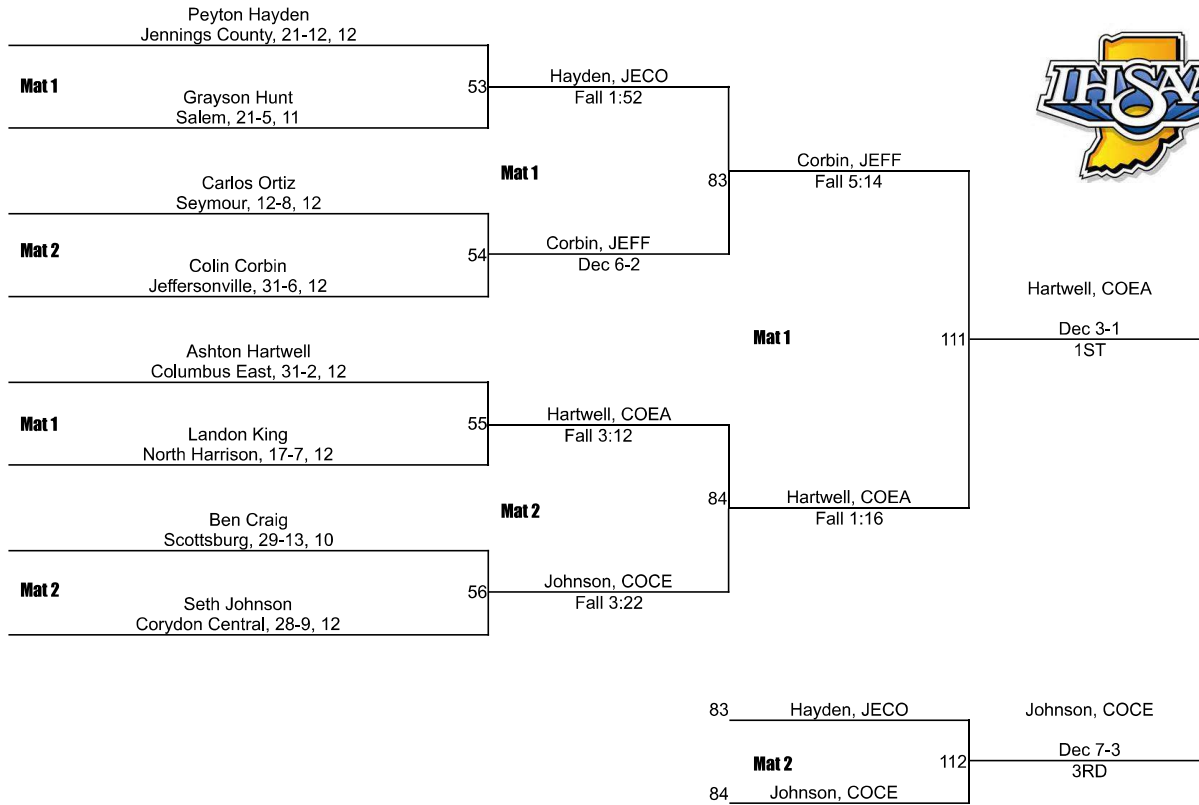 Peyton Hayden
Jennings County, 21-12, 12
Mat 1
53
Grayson Hunt
Salem, 21-5, 11
Hayden, JECO
Fall 1:52
Mat 1
83
Carlos Ortiz
Seymour, 12-8, 12
Mat 2
54
Colin Corbin
Jeffersonville, 31-6, 12
Corbin, JEFF
Dec 6-2
Corbin, JEFF
Fall 5:14
Mat 1
111
Ashton Hartwell
Columbus East, 31-2, 12
Mat 1
55
Landon King
North Harrison, 17-7, 12
Hartwell, COEA
Fall 3:12
Mat 2
84
Ben Craig
Scottsburg, 29-13, 10
Mat 2
56
Seth Johnson
Corydon Central, 28-9, 12
Johnson, COCE
Fall 3:22
Hartwell, COEA
Fall 1:16
IHSAA
Hartwell, COEA
Dec 3-1
1ST
83 Hayden, JECO
Mat 2
112
84 Johnson, COCE
Johnson, COCE
Dec 7-3
3RD